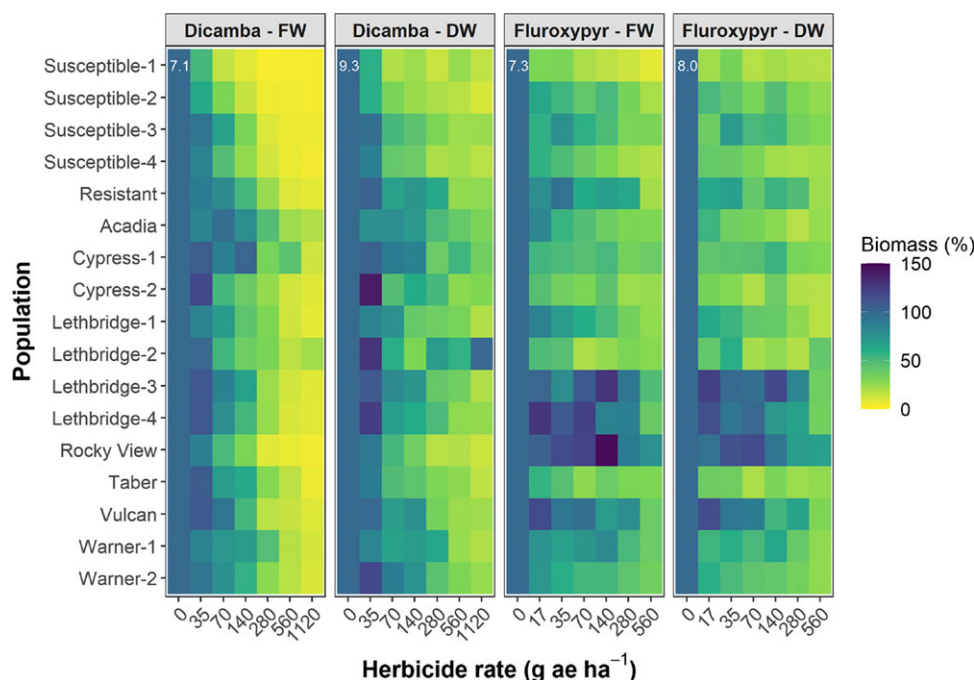 Dicamba - FW
Dicamba - DW
Fluroxypyr - FW
Fluroxypyr - DW
Population
Susceptible-1
Susceptible-2
Susceptible-3
Susceptible-4
Resistant
Acadia
Cypress-1
Cypress-2
Lethbridge-1
Lethbridge-2
Lethbridge-3
Lethbridge-4
Rocky View
Taber
Vulcan
Warner-1
Warner-2
7.1
9.3
7.3
8.0
0 35 70 140 280 560 1120
0 35 70 140 280 560 1120
0 17 35 70 140 280 560
0 17 35 70 140 280 560
Herbicide rate (g ae ha⁻¹)
Biomass (%)
150
100
50
0